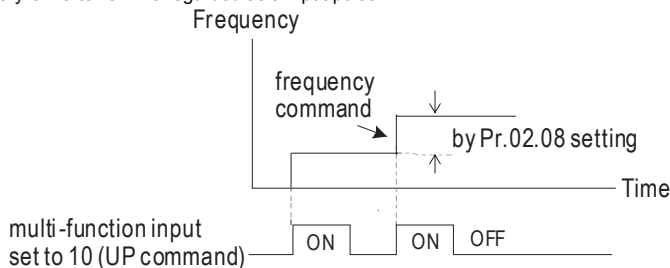 Frequency
frequency
command
by Pr.02.08 setting
Time
multi-function input
set to 10 (UP command)
ON
ON
OFF